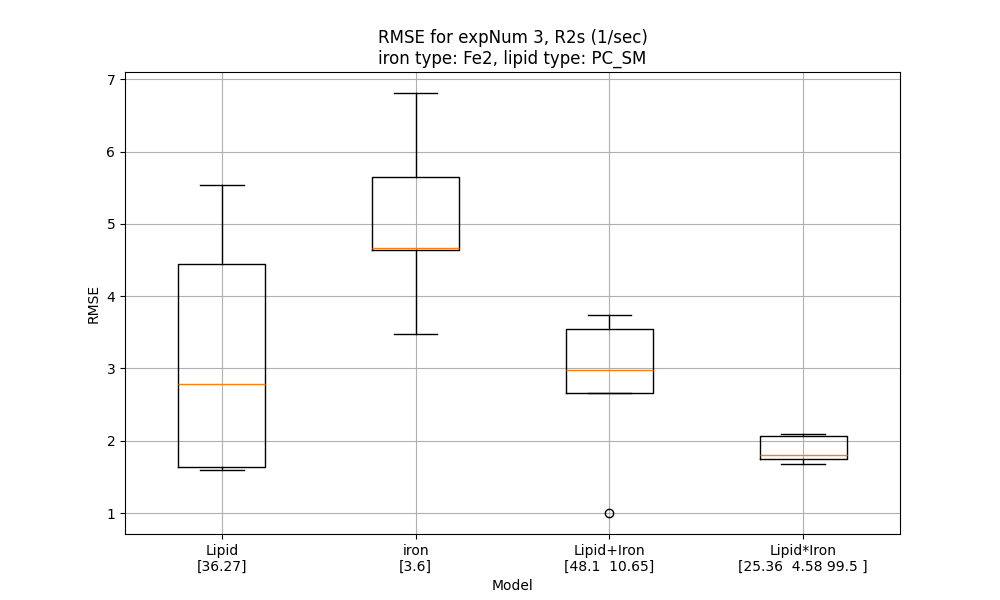 RMSE for expNum 3, R2s (1/sec)
iron type: Fe2, lipid type: PC_SM
7
6
5
4
3
2
1
RMSE
Lipid
[36.27]
iron
[3.6]
Lipid+Iron
[48.1  10.65]
Lipid*Iron
[25.36  4.58 99.5 ]
Model